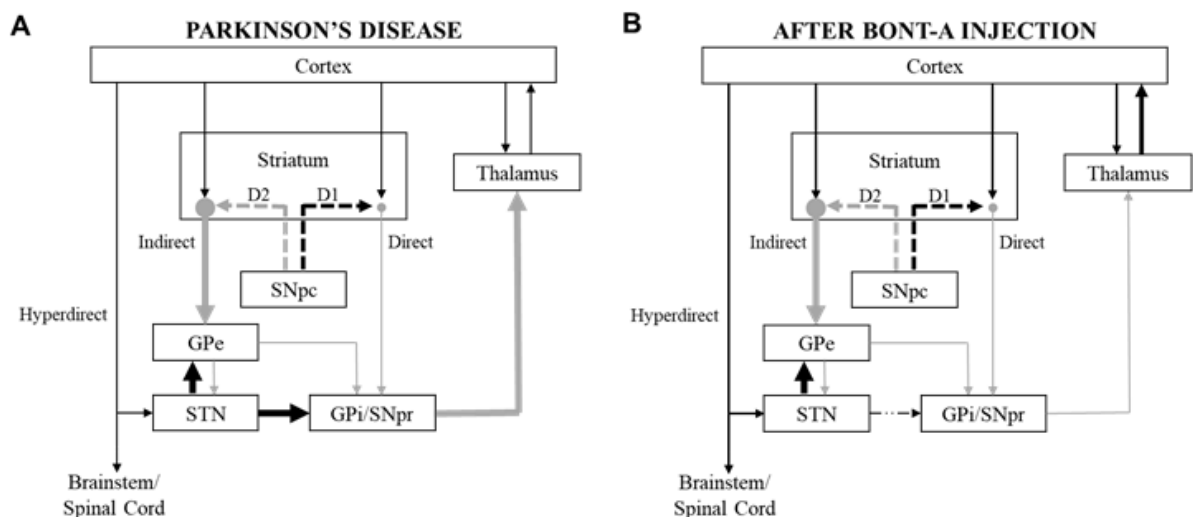 A
PARKINSON'S DISEASE
Cortex
Striatum
Thalamus
D2
D1
Indirect
Direct
SNpc
Hyperdirect
GPe
STN
GPi/SNpr
Brainstem/
Spinal Cord
B
AFTER BONT-A INJECTION
Cortex
Striatum
Thalamus
D2
D1
Indirect
Direct
SNpc
Hyperdirect
GPe
STN
GPi/SNpr
Brainstem/
Spinal Cord